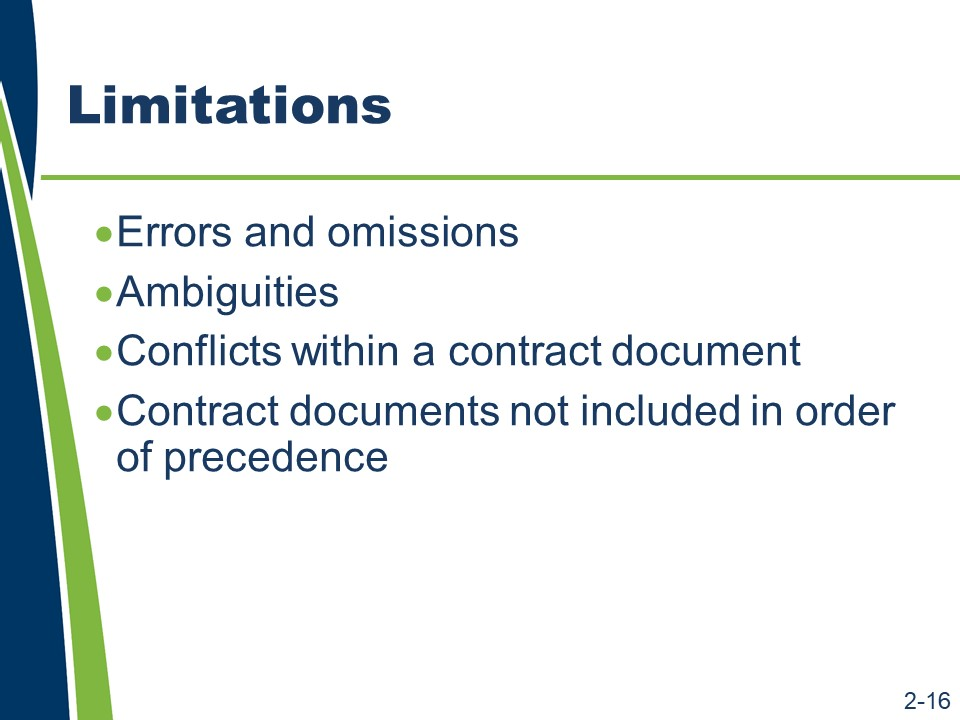 Limitations
•Errors and omissions
•Ambiguities
•Conflicts within a contract document
•Contract documents not included in order
of precedence
2-16